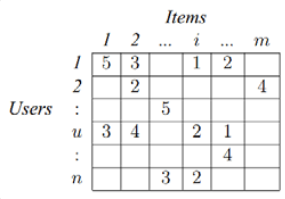 Items
1 2 ... i ... m
1 5 3 1 2
2 2 4
Users : 5
u 3 4 2 1
: 4
n 3 2